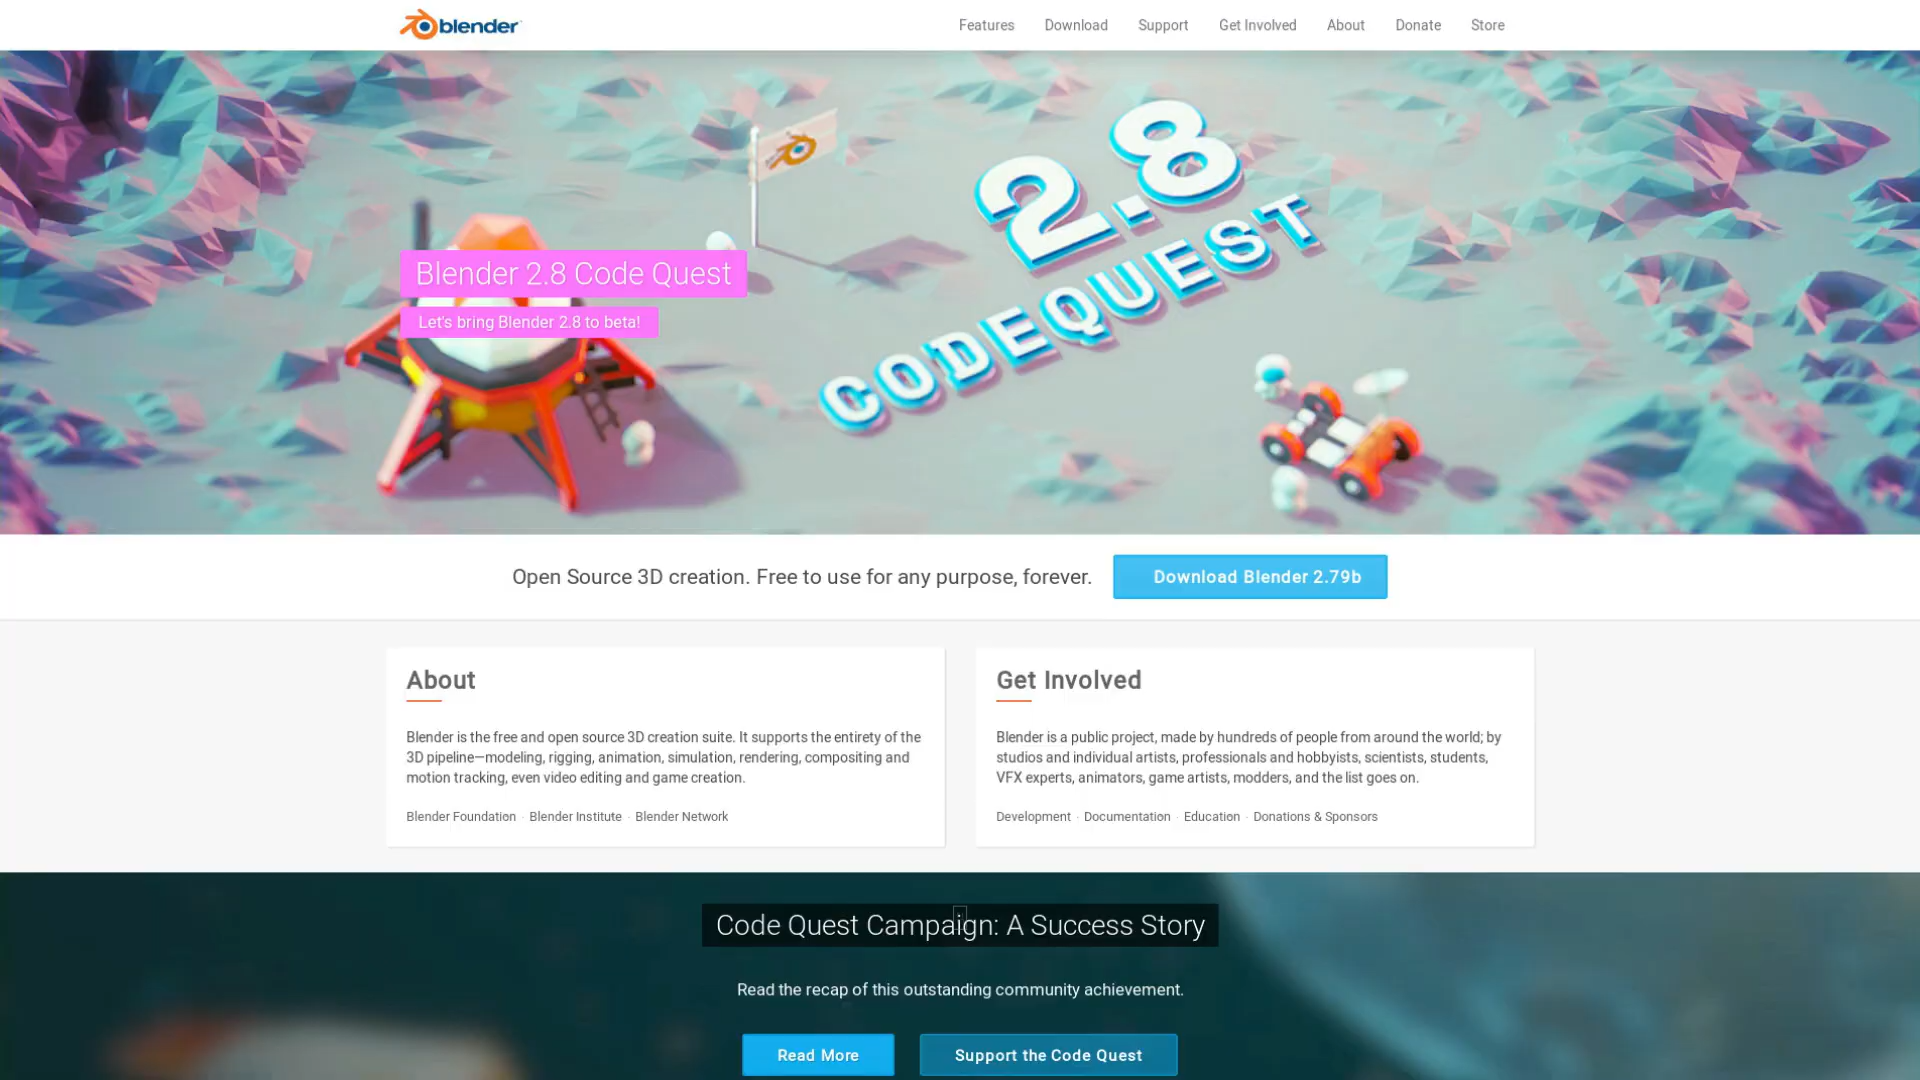 blender
Features
Download
Support
Get Involved
About
Donate
Store
2.8
CODEQUEST
Blender 2.8 Code Quest
Let's bring Blender 2.8 to beta!
Open Source 3D creation. Free to use for any purpose, forever.
Download Blender 2.79b
About
Blender is the free and open source 3D creation suite. It supports the entirety of the
3D pipeline—modeling, rigging, animation, simulation, rendering, compositing and
motion tracking, even video editing and game creation.
Blender Foundation · Blender Institute · Blender Network
Get Involved
Blender is a public project, made by hundreds of people from around the world; by
studios and individual artists, professionals and hobbyists, scientists, students,
VFX experts, animators, game artists, modders, and the list goes on.
Development · Documentation · Education · Donations & Sponsors
Code Quest Campaign: A Success Story
Read the recap of this outstanding community achievement.
Read More
Support the Code Quest